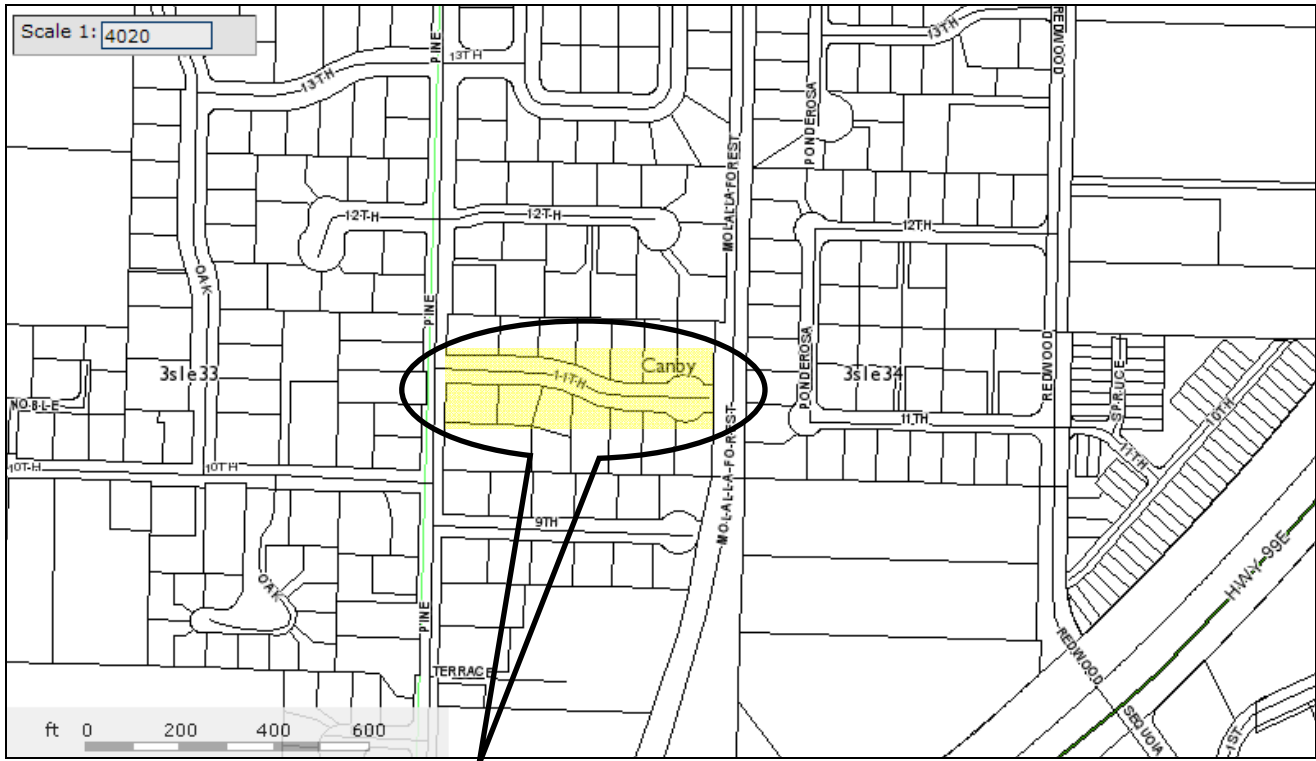 Scale 1: 4020
PINE
13TH
13TH
REDWOOD
13TH
13TH
PONDEROSA
MOLALLA FOREST
12TH
12TH
12TH
OAK
PINE
Canby
11TH
3s1e33
3s1e34
PONDEROSA
REDWOOD
SPRUCE
NOBLE
11TH
10TH
11TH
MOLALLA-FOREST
10TH
10TH
9TH
OAK
PINE
HWY 99E
REDWOOD
TERRACE
SEQUOIA
1ST
ft 0 200 400 600